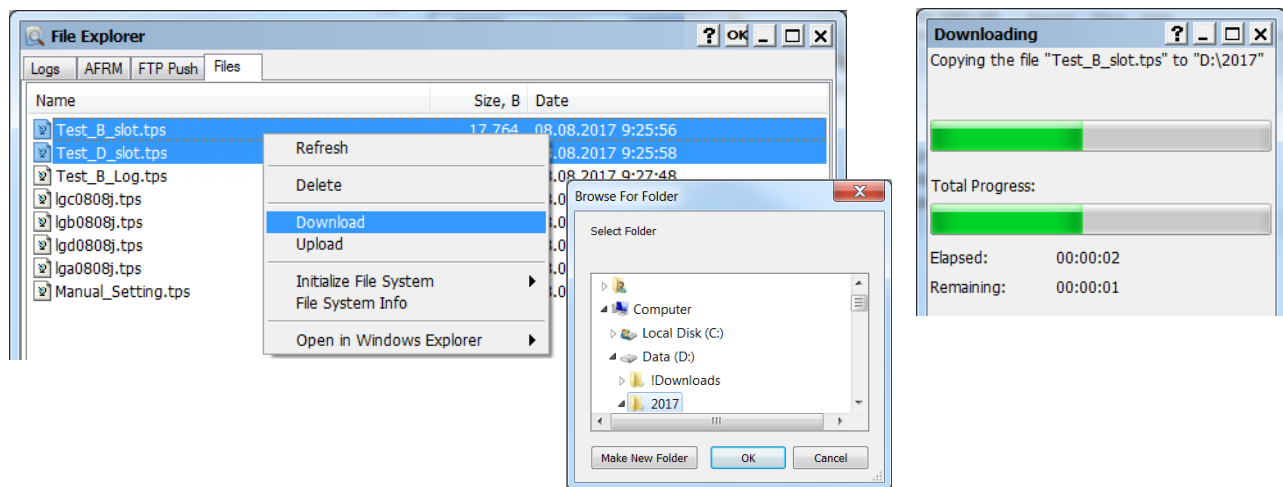 File Explorer
? OK
Logs AFRM FTP Push Files
Name Size, B Date
Test_B_slot.tps 17 764 08.08.2017 9:25:56
Test_D_slot.tps .08.2017 9:25:58
Test_B_Log.tps .08.2017 9:27:48
lgc0808j.tps
lgb0808j.tps
lgd0808j.tps
lga0808j.tps
Manual_Setting.tps
Refresh
Delete
Download
Upload
Initialize File System
File System Info
Open in Windows Explorer
Browse For Folder
Select Folder
Computer
Local Disk (C:)
Data (D:)
!Downloads
2017
Make New Folder OK Cancel
Downloading ?
Copying the file "Test_B_slot.tps" to "D:\2017"
Total Progress:
Elapsed: 00:00:02
Remaining: 00:00:01